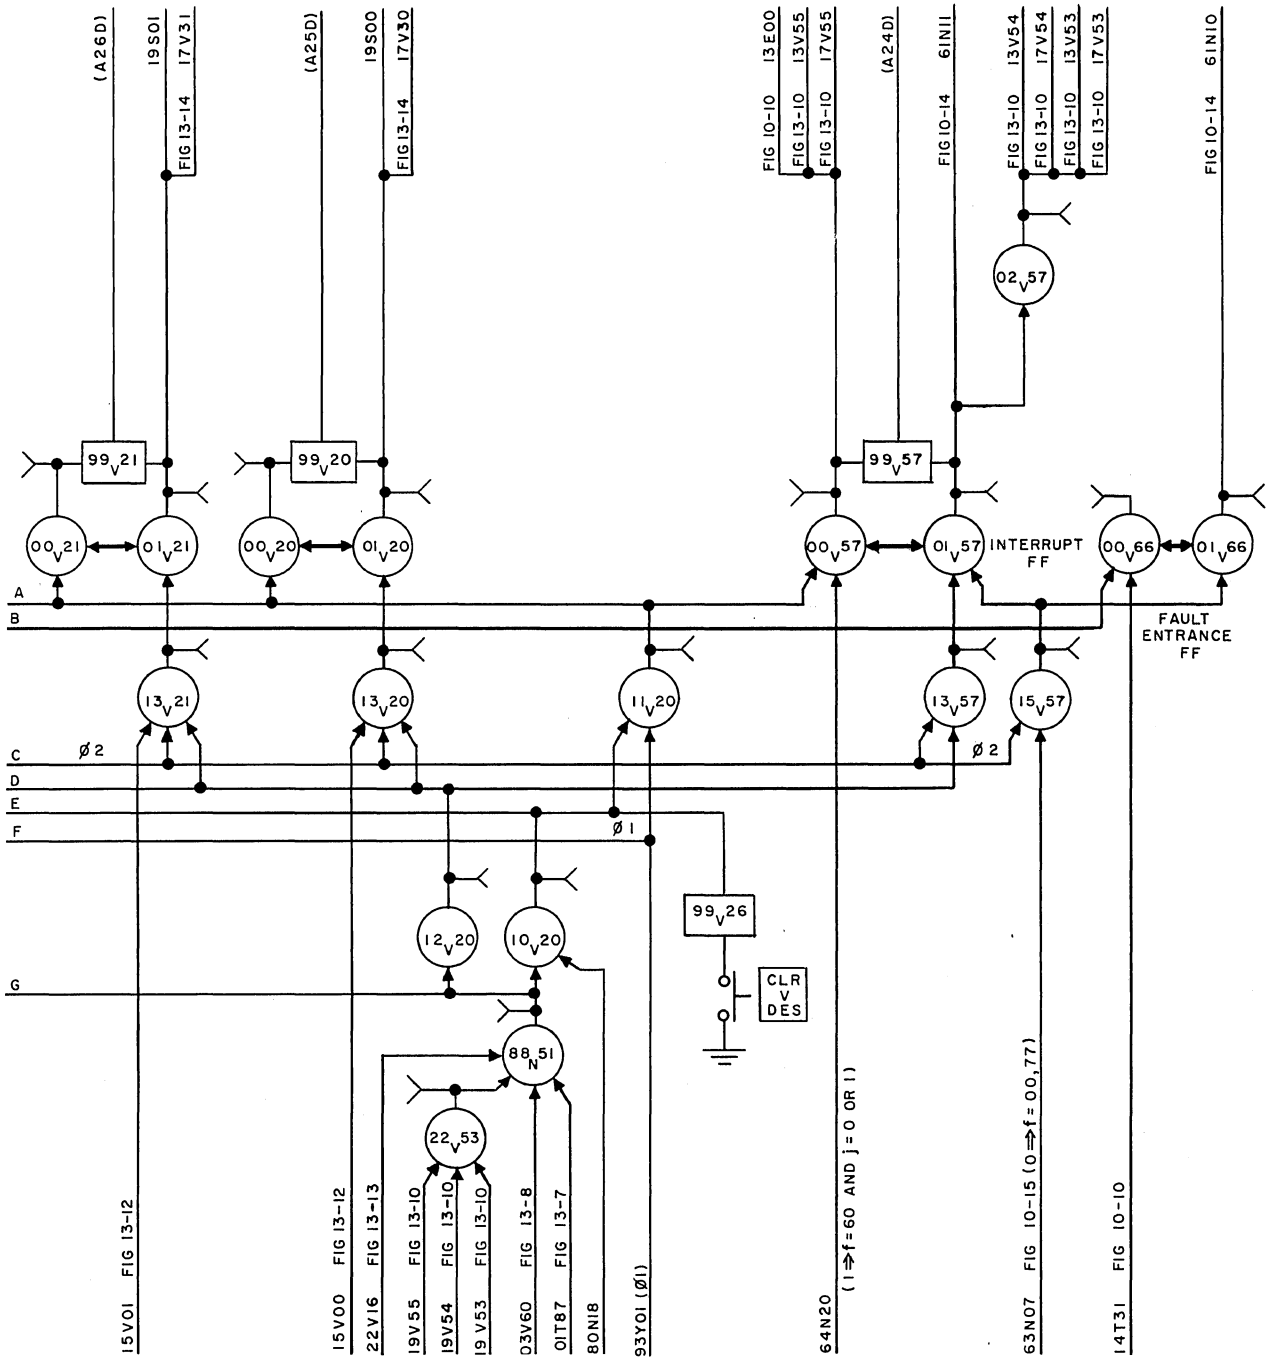 (A26D)
19S01
FIG 13-14 17V31
(A25D)
19S00
FIG 13-14 17V30
FIG 10-10 13E00
FIG 13-10 13V55
FIG 13-10 17V55
(A24D)
FIG 10-14 61N11
FIG 13-10 13V54
FIG 13-10 17V54
FIG 13-10 13V53
FIG 13-10 17V53
FIG 10-14 61N10
02V57
99V21
99V20
99V57
00V21
01V21
00V20
01V20
00V57
01V57
INTERRUPT
FF
00V66
01V66
A
B
FAULT
ENTRANCE
FF
13V21
13V20
11V20
13V57
15V57
C
Ø2
Ø2
D
E
F
Ø1
99V26
12V20
10V20
G
CLR
V
DES
88N51
22V53
15V01 FIG 13-12
15V00 FIG 13-12
22V16 FIG 13-13
19V55 FIG 13-10
19V54 FIG 13-10
19V53 FIG 13-10
03V60 FIG 13-8
01T87 FIG 13-7
80N18
93Y01 (Ø1)
64N20 (1⇒f=60 AND j=0 OR 1)
63N07 FIG 10-15 (0⇒f=00,77)
14T31 FIG 10-10